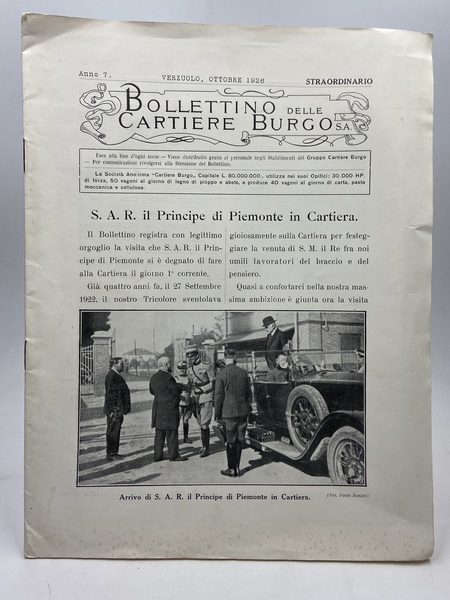 Anno 7.
VERZUOLO, OTTOBRE 1926
STRAORDINARIO
BOLLETTINO DELLE
CARTIERE BURGO S.A.
Esce alla fine d'ogni mese — Viene distribuito gratis al personale negli Stabilimenti del Gruppo Cartiere Burgo
— Per comunicazioni rivolgersi alla Direzione del Bollettino.
La Società Anonima "Cartiere Burgo„ Capitale L. 80.000.000.. utilizza nei suoi Opifici: 30.000 HP.
di forza, 50 vagoni al giorno di legno di pioppo e abete, e produce 40 vagoni al giorno di carta, pasta
meccanica e cellulosa.
S. A. R. il Principe di Piemonte in Cartiera.
Il Bollettino registra con legittimo
orgoglio la visita che S. A. R. il Prin-
cipe di Piemonte si è degnato di fare
alla Cartiera il giorno 1° corrente.
Già quattro anni fa, il 27 Settembre
1922, il nostro Tricolore sventolava
gioiosamente sulla Cartiera per festeg-
giare la venuta di S. M. il Re fra noi
umili lavoratori del braccio e del
pensiero.
Quasi a confortarci nella nostra mas-
sima ambizione è giunta ora la visita
Arrivo di S. A. R. il Principe di Piemonte in Cartiera.